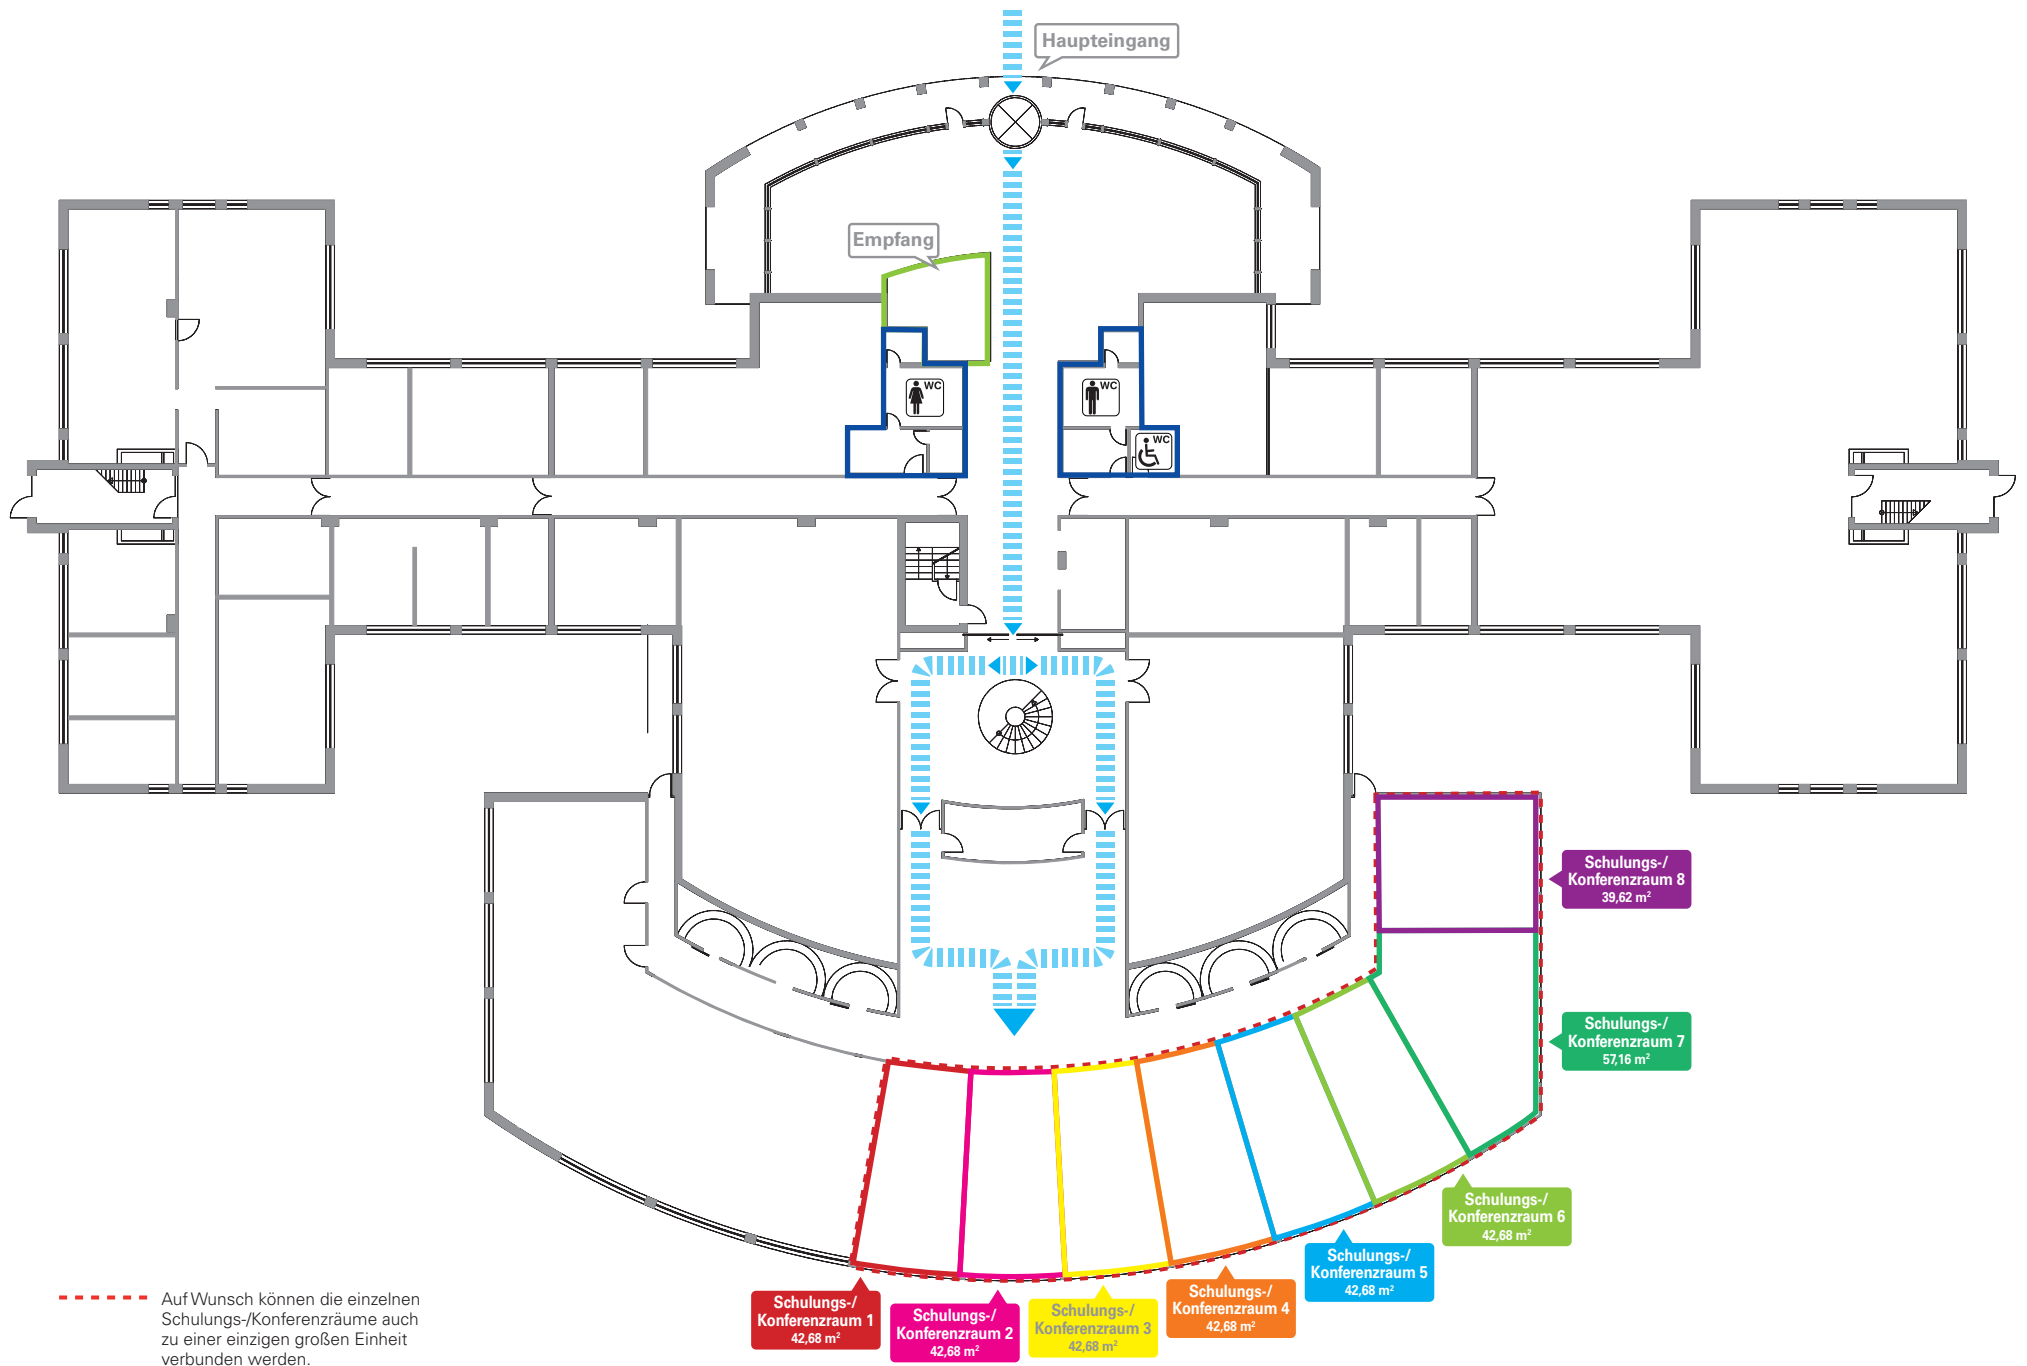 Haupteingang
Empfang
WC
WC
WC
Schulungs-/
Konferenzraum 8
39,62 m²
Schulungs-/
Konferenzraum 7
57,16 m²
Schulungs-/
Konferenzraum 6
42,68 m²
Schulungs-/
Konferenzraum 5
42,68 m²
Schulungs-/
Konferenzraum 4
42,68 m²
Schulungs-/
Konferenzraum 3
42,68 m²
Schulungs-/
Konferenzraum 2
42,68 m²
Schulungs-/
Konferenzraum 1
42,68 m²
Auf Wunsch können die einzelnen
Schulungs-/Konferenzräume auch
zu einer einzigen großen Einheit
verbunden werden.